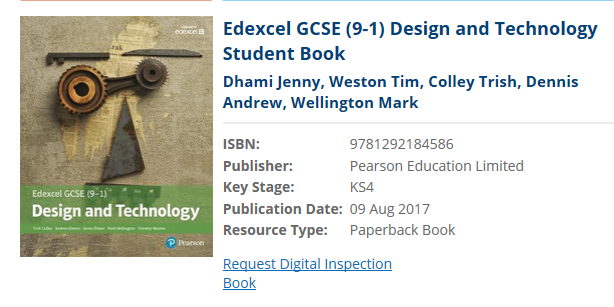 edexcel
Edexcel GCSE (9-1)
Design and Technology
Pearson
Edexcel GCSE (9-1) Design and Technology
Student Book
Dhami Jenny, Weston Tim, Colley Trish, Dennis
Andrew, Wellington Mark
ISBN: 9781292184586
Publisher: Pearson Education Limited
Key Stage: KS4
Publication Date: 09 Aug 2017
Resource Type: Paperback Book
Request Digital Inspection
Book